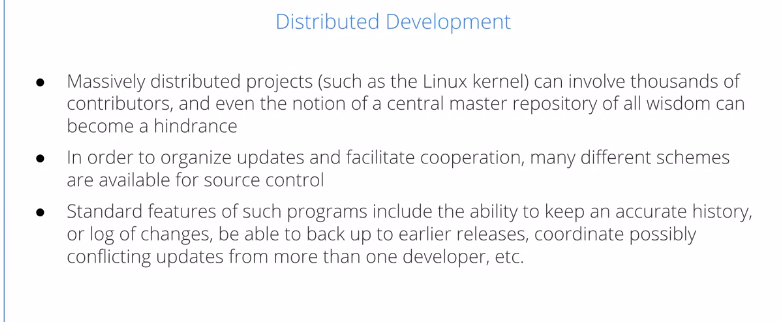 Distributed Development
● Massively distributed projects (such as the Linux kernel) can involve thousands of
contributors, and even the notion of a central master repository of all wisdom can
become a hindrance
● In order to organize updates and facilitate cooperation, many different schemes
are available for source control
● Standard features of such programs include the ability to keep an accurate history,
or log of changes, be able to back up to earlier releases, coordinate possibly
conflicting updates from more than one developer, etc.